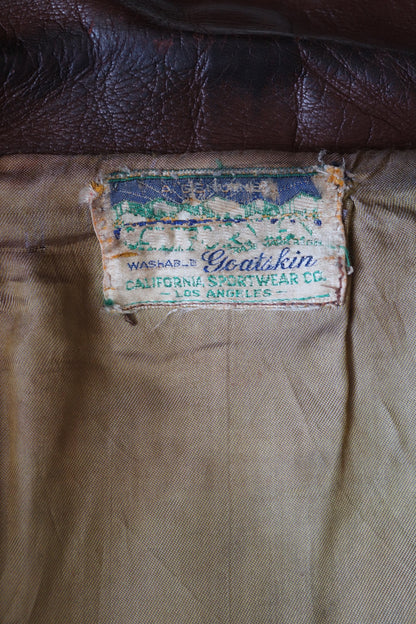 A GENUINE
WASHABLE Goatskin
CALIFORNIA SPORTWEAR CO.
LOS ANGELES